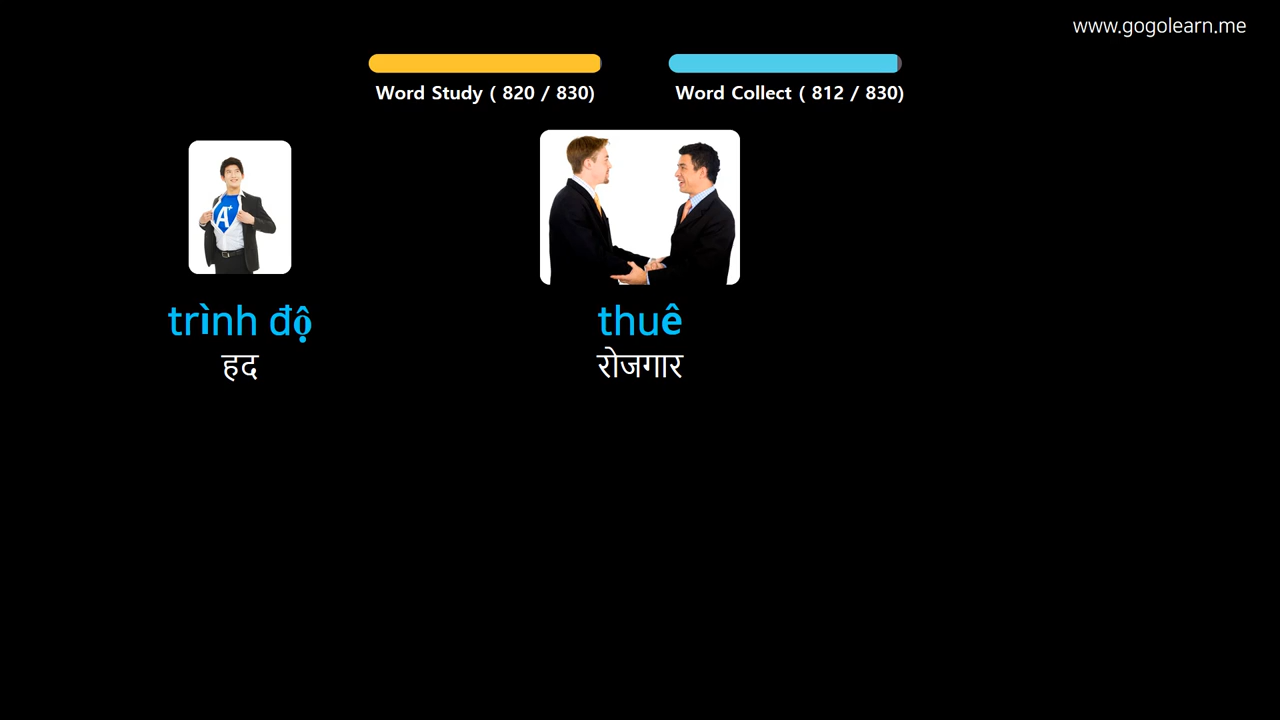 www.gogolearn.me
Word Study ( 820 / 830)
Word Collect ( 812 / 830)
A+
trình độ
thuê
हद
रोजगार